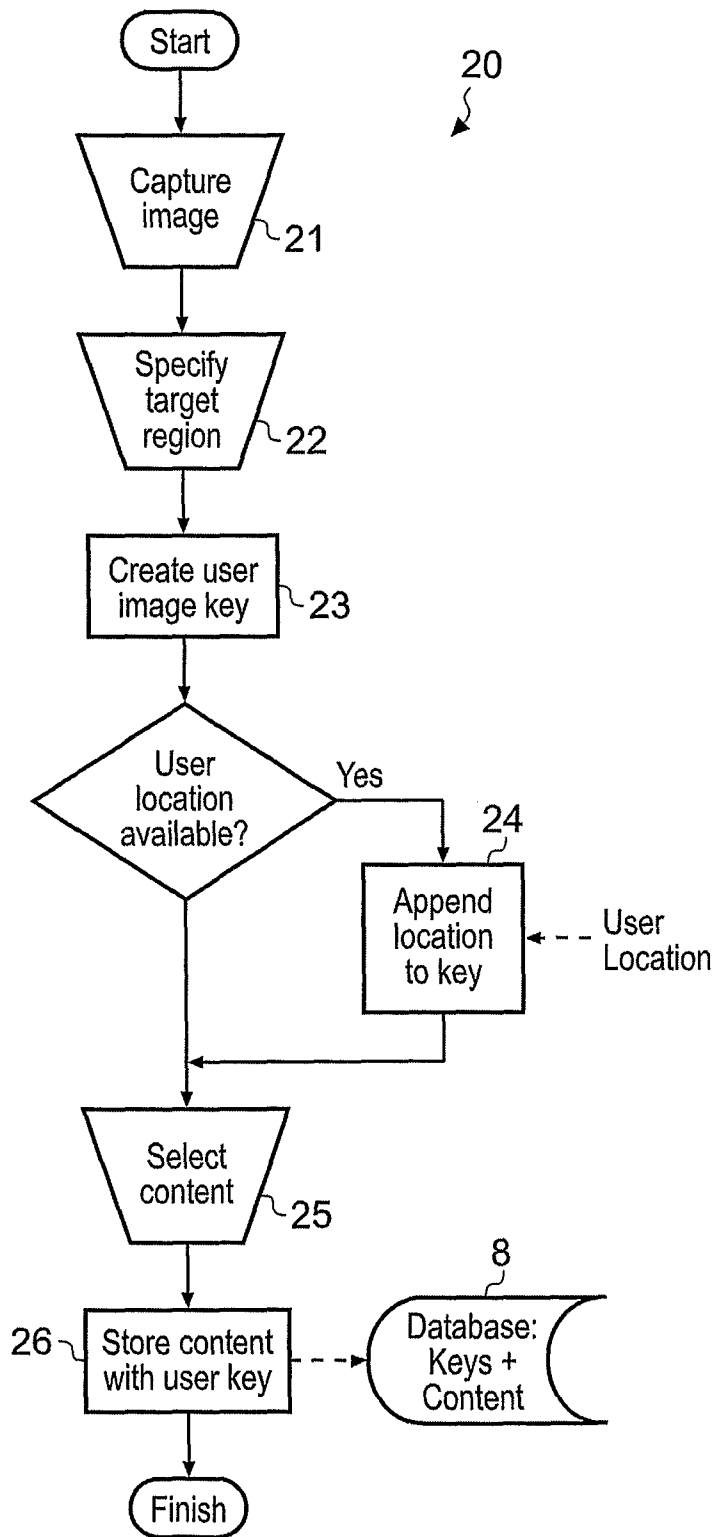 Start
20
Capture
image
21
Specify
target
region
22
Create user
image key
23
User
location
available?
Yes
24
Append
location
to key
User
Location
Select
content
25
8
26
Store content
with user key
Database:
Keys +
Content
Finish